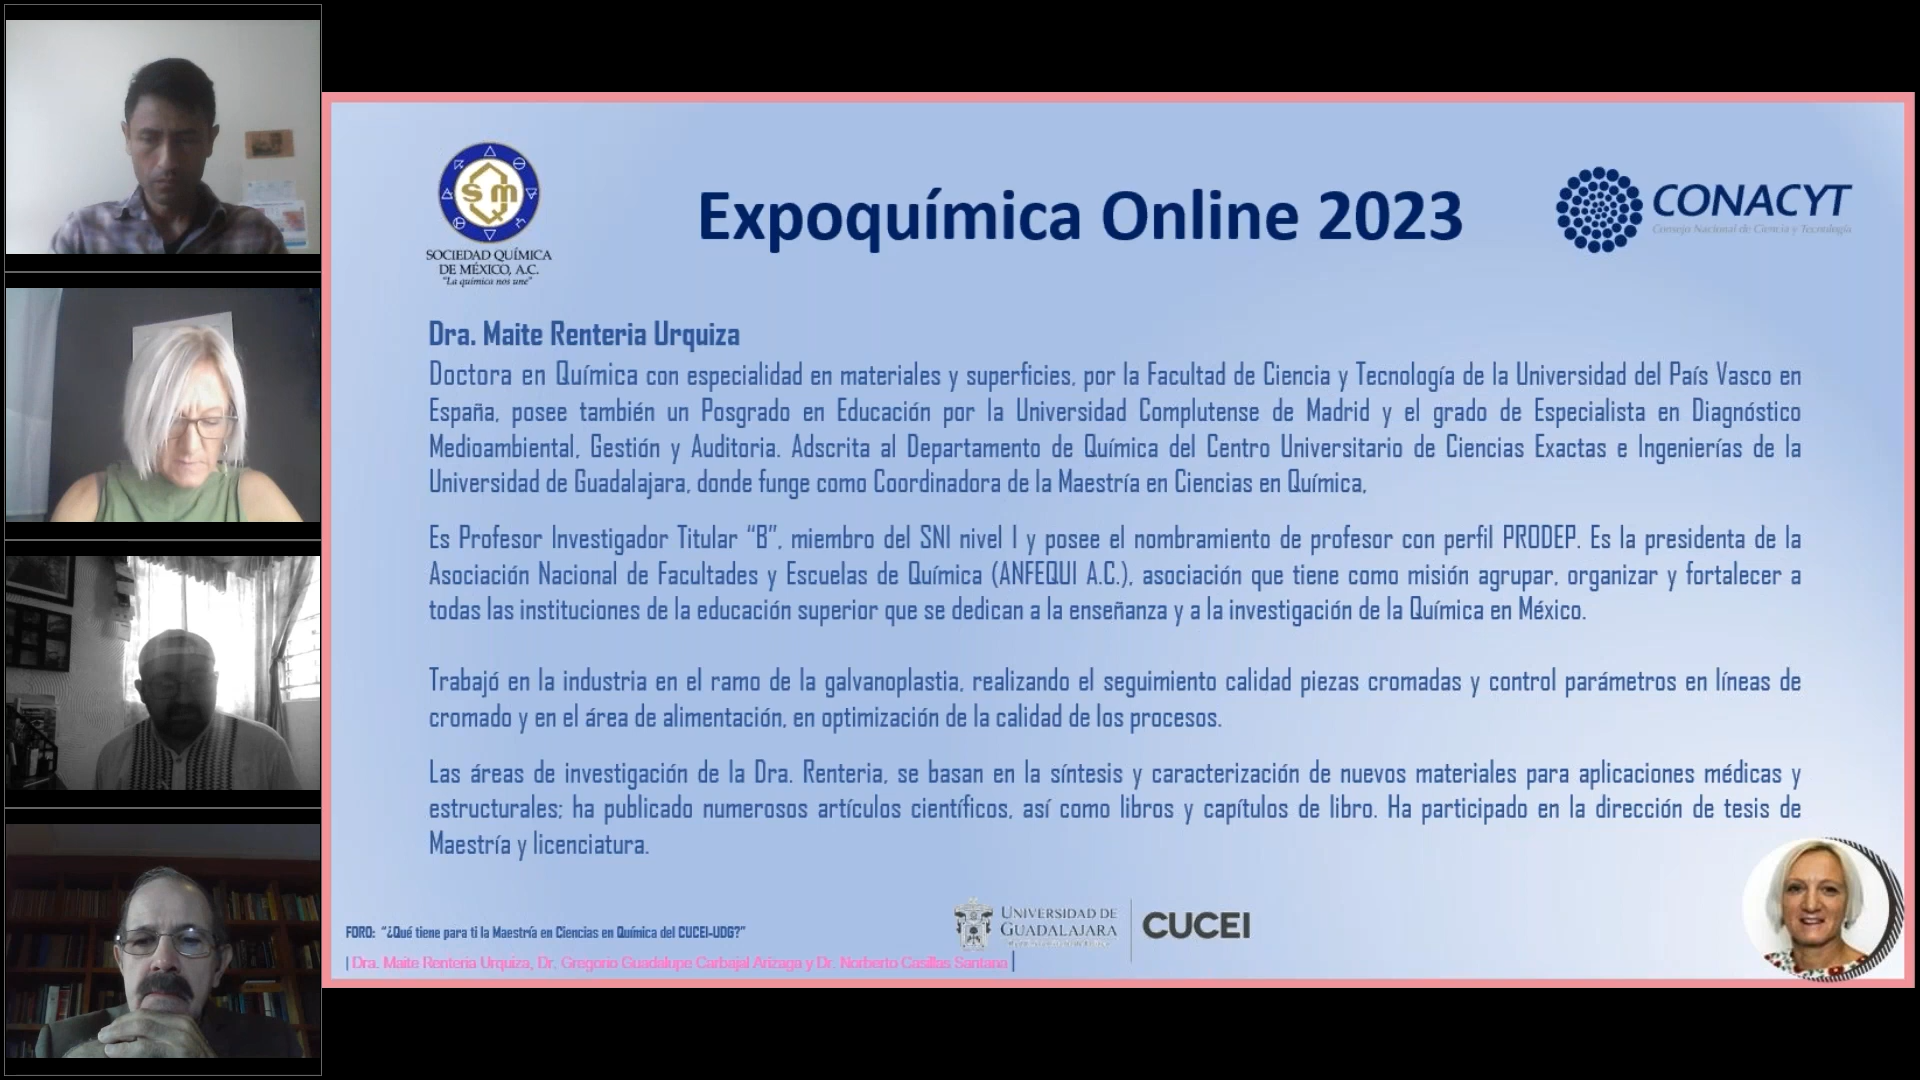 SOCIEDAD QUÍMICA
DE MÉXICO, A.C.
"La química nos une"
Expoquímica Online 2023
CONACYT
Consejo Nacional de Ciencia y Tecnología
Dra. Maite Renteria Urquiza
Doctora en Química con especialidad en materiales y superficies, por la Facultad de Ciencia y Tecnología de la Universidad del País Vasco en
España, posee también un Posgrado en Educación por la Universidad Complutense de Madrid y el grado de Especialista en Diagnóstico
Medioambiental, Gestión y Auditoria. Adscrita al Departamento de Química del Centro Universitario de Ciencias Exactas e Ingenierías de la
Universidad de Guadalajara, donde funge como Coordinadora de la Maestría en Ciencias en Química,
Es Profesor Investigador Titular “B”, miembro del SNI nivel I y posee el nombramiento de profesor con perfil PRODEP. Es la presidenta de la
Asociación Nacional de Facultades y Escuelas de Química (ANFEQUI A.C.), asociación que tiene como misión agrupar, organizar y fortalecer a
todas las instituciones de la educación superior que se dedican a la enseñanza y a la investigación de la Química en México.
Trabajó en la industria en el ramo de la galvanoplastia, realizando el seguimiento calidad piezas cromadas y control parámetros en líneas de
cromado y en el área de alimentación, en optimización de la calidad de los procesos.
Las áreas de investigación de la Dra. Renteria, se basan en la síntesis y caracterización de nuevos materiales para aplicaciones médicas y
estructurales; ha publicado numerosos artículos científicos, así como libros y capítulos de libro. Ha participado en la dirección de tesis de
Maestría y licenciatura.
UNIVERSIDAD DE
GUADALAJARA
CUCEI
FORO: “¿Qué tiene para ti la Maestría en Ciencias en Química del CUCEI-UDG?”
| Dra. Maite Renteria Urquiza, Dr. Gregorio Guadalupe Carbajal Arizaga y Dr. Norberto Casillas Santana |